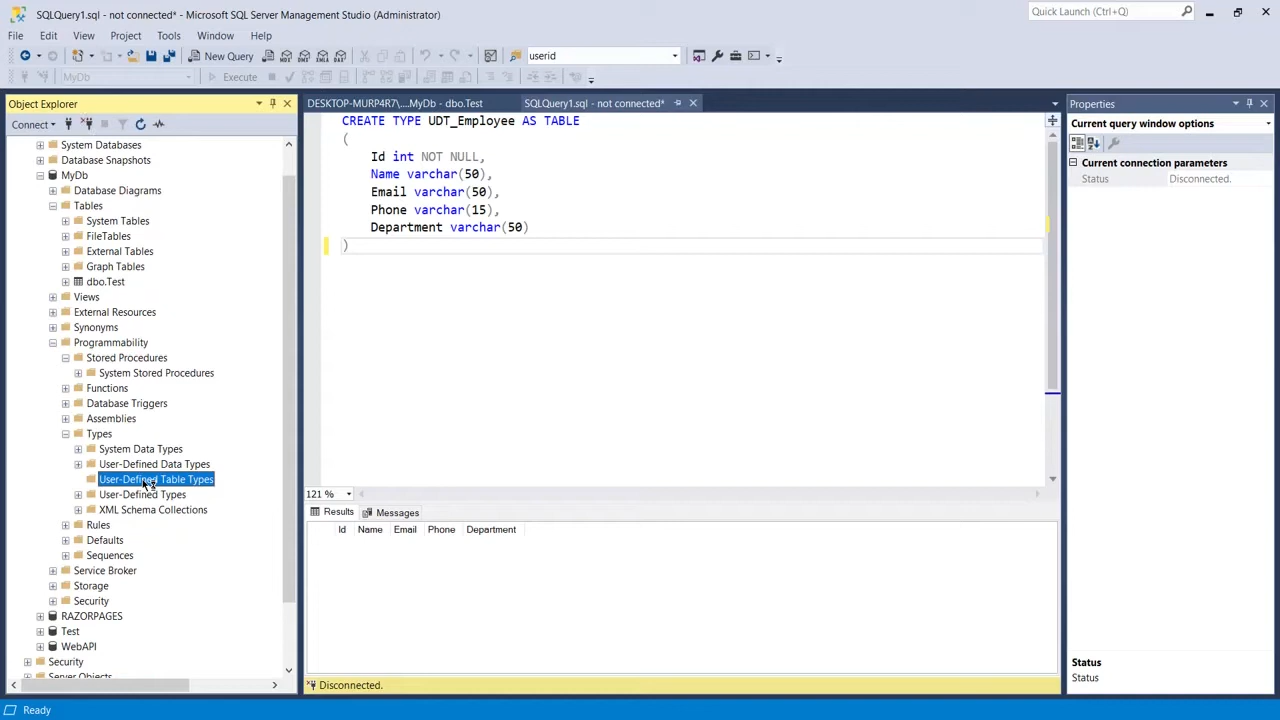 SQLQuery1.sql - not connected* - Microsoft SQL Server Management Studio (Administrator)
Quick Launch (Ctrl+Q)
File Edit View Project Tools Window Help
New Query
MDX DMX XMLA DAX
userid
MyDb
Execute
Object Explorer
DESKTOP-MURP4R7\....MyDb - dbo.Test
SQLQuery1.sql - not connected*
Properties
Connect
System Databases
Database Snapshots
MyDb
Database Diagrams
Tables
System Tables
FileTables
External Tables
Graph Tables
dbo.Test
Views
External Resources
Synonyms
Programmability
Stored Procedures
System Stored Procedures
Functions
Database Triggers
Assemblies
Types
System Data Types
User-Defined Data Types
User-Defined Table Types
User-Defined Types
XML Schema Collections
Rules
Defaults
Sequences
Service Broker
Storage
Security
RAZORPAGES
Test
WebAPI
Security
Server Objects
CREATE TYPE UDT_Employee AS TABLE
(
Id int NOT NULL,
Name varchar(50),
Email varchar(50),
Phone varchar(15),
Department varchar(50)
)
121 %
Results Messages
Id Name Email Phone Department
Disconnected.
Current query window options
Current connection parameters
Status Disconnected.
Status
Status
Ready